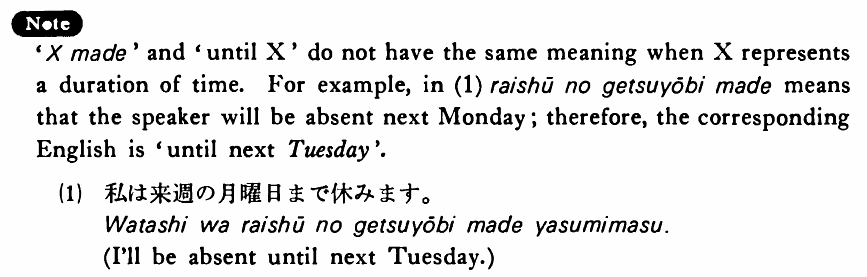 Note
‘X made’ and ‘until X’ do not have the same meaning when X represents
a duration of time. For example, in (1) raishū no getsuyōbi made means
that the speaker will be absent next Monday; therefore, the corresponding
English is ‘until next Tuesday’.
(1) 私は来週の月曜日まで休みます。
Watashi wa raishū no getsuyōbi made yasumimasu.
(I’ll be absent until next Tuesday.)